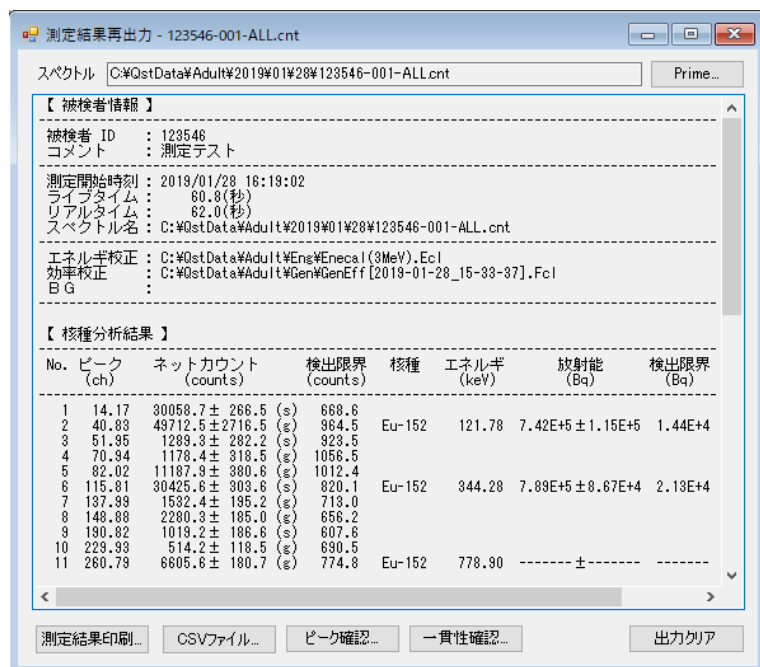 測定結果再出力 - 123546-001-ALL.cnt
スペクトル C:¥QstData¥Adult¥2019¥01¥28¥123546-001-ALL.cnt Prime...
【 被検者情報 】
被検者 ID : 123546
コメント : 測定テスト
測定開始時刻 : 2019/01/28 16:19:02
ライブタイム : 60.8(秒)
リアルタイム : 62.0(秒)
スペクトル名 : C:¥QstData¥Adult¥2019¥01¥28¥123546-001-ALL.cnt
エネルギ校正 : C:¥QstData¥Adult¥Eng¥Enecal(3MeV).Ecl
効率校正 : C:¥QstData¥Adult¥Gen¥GenEff[2019-01-28_15-33-37].Fcl
ＢＧ :
【 核種分析結果 】
No. ピーク ネットカウント 検出限界 核種 エネルギ 放射能 検出限界
(ch) (counts) (counts) (keV) (Bq) (Bq)
1 14.17 30058.7± 266.5 (s) 668.6
2 40.83 49712.5±2716.5 (g) 964.5 Eu-152 121.78 7.42E+5±1.15E+5 1.44E+4
3 51.95 1289.3± 282.2 (s) 923.5
4 70.94 1178.4± 318.5 (g) 1056.5
5 82.02 11187.9± 380.6 (g) 1012.4
6 115.81 30425.6± 303.6 (s) 820.1 Eu-152 344.28 7.89E+5±8.67E+4 2.13E+4
7 137.99 1532.4± 195.2 (g) 713.0
8 148.88 2280.3± 185.0 (g) 656.2
9 190.82 1019.2± 186.6 (s) 607.6
10 229.93 514.2± 118.5 (g) 690.5
11 260.79 6605.6± 180.7 (g) 774.8 Eu-152 778.90 -------±------- -------
測定結果印刷... CSVファイル... ピーク確認... 一貫性確認... 出力クリア